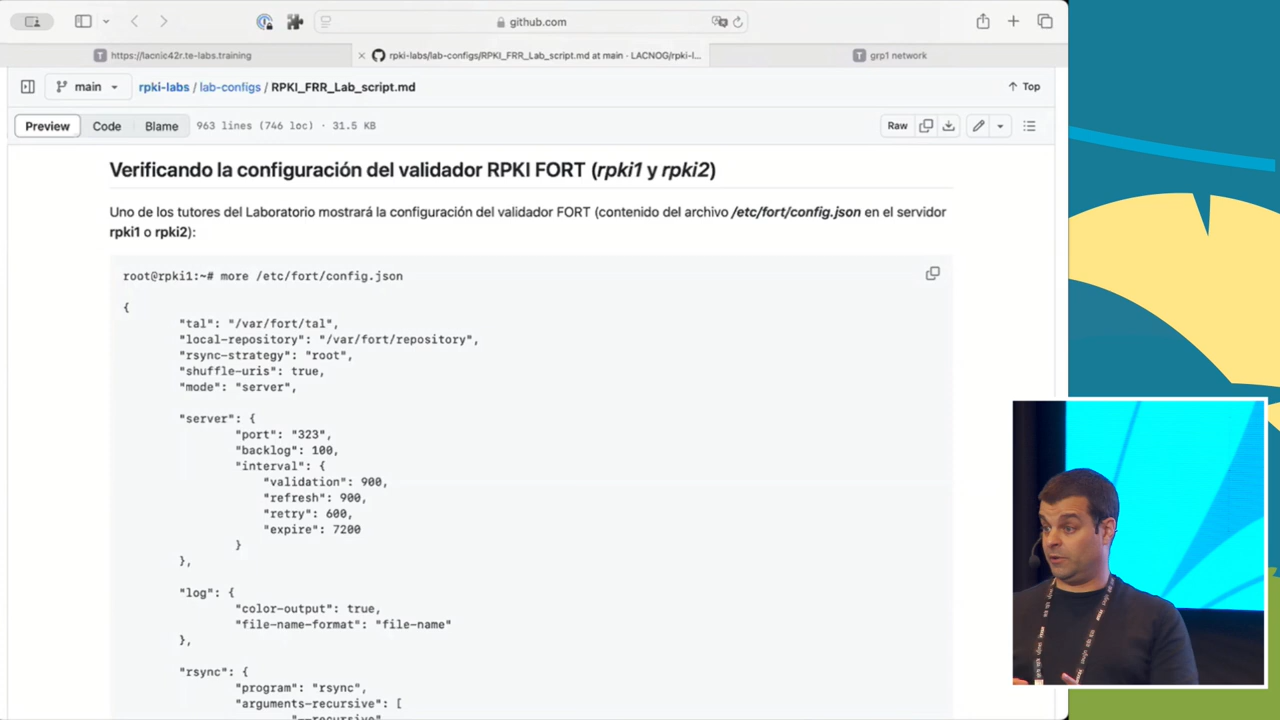 github.com
https://lacnic42r.te-labs.training
rpki-labs/lab-configs/RPKI_FRR_Lab_script.md at main · LACNOG/rpki-l...
grp1 network
main
rpki-labs / lab-configs / RPKI_FRR_Lab_script.md
Top
Preview Code Blame 963 lines (746 loc) · 31.5 KB
Raw
Verificando la configuración del validador RPKI FORT (rpki1 y rpki2)
Uno de los tutores del Laboratorio mostrará la configuración del validador FORT (contenido del archivo /etc/fort/config.json en el servidor
rpki1 o rpki2):
root@rpki1:~# more /etc/fort/config.json
{
"tal": "/var/fort/tal",
"local-repository": "/var/fort/repository",
"rsync-strategy": "root",
"shuffle-uris": true,
"mode": "server",
"server": {
"port": "323",
"backlog": 100,
"interval": {
"validation": 900,
"refresh": 900,
"retry": 600,
"expire": 7200
}
},
"log": {
"color-output": true,
"file-name-format": "file-name"
},
"rsync": {
"program": "rsync",
"arguments-recursive": [
"--recursive",